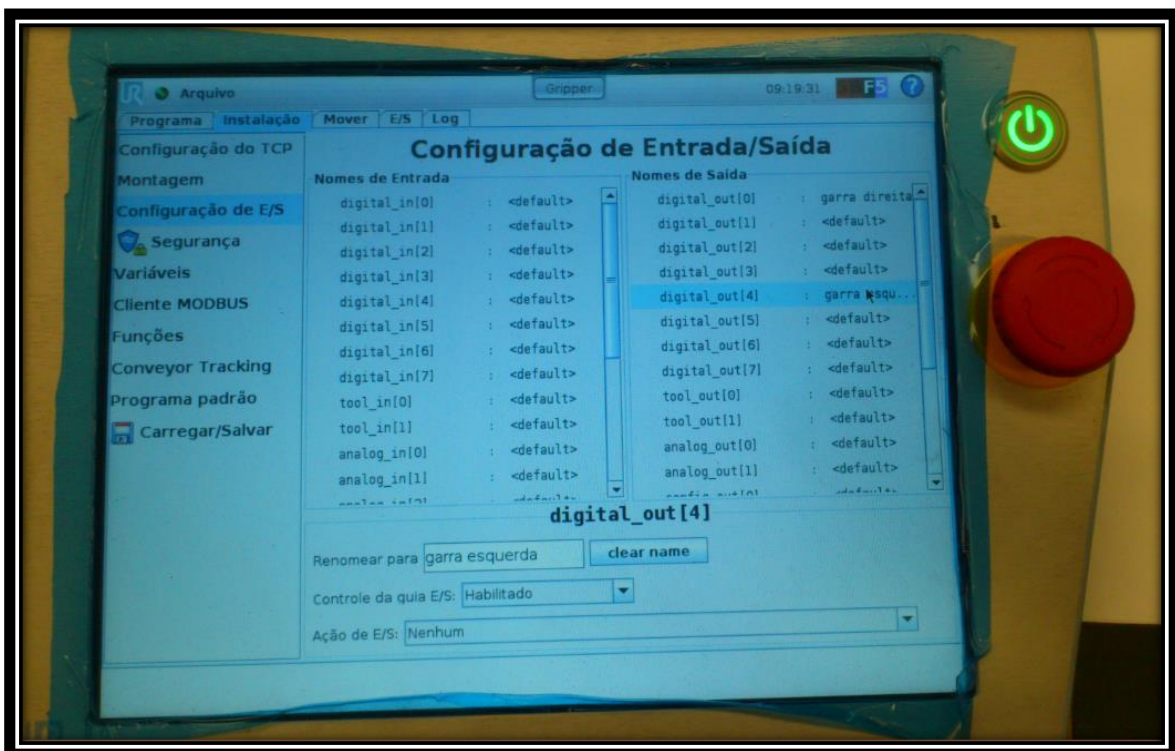 Arquivo
Gripper
09:19:31
F5
?
Programa
Instalação
Mover
E/S
Log
Configuração do TCP
Montagem
Configuração de E/S
Segurança
Variáveis
Cliente MODBUS
Funções
Conveyor Tracking
Programa padrão
Carregar/Salvar
Configuração de Entrada/Saída
Nomes de Entrada
digital_in[0] : <default>
digital_in[1] : <default>
digital_in[2] : <default>
digital_in[3] : <default>
digital_in[4] : <default>
digital_in[5] : <default>
digital_in[6] : <default>
digital_in[7] : <default>
tool_in[0] : <default>
tool_in[1] : <default>
analog_in[0] : <default>
analog_in[1] : <default>
Nomes de Saída
digital_out[0] : garra direita
digital_out[1] : <default>
digital_out[2] : <default>
digital_out[3] : <default>
digital_out[4] : garra esqu...
digital_out[5] : <default>
digital_out[6] : <default>
digital_out[7] : <default>
tool_out[0] : <default>
tool_out[1] : <default>
analog_out[0] : <default>
analog_out[1] : <default>
digital_out[4]
Renomear para garra esquerda clear name
Controle da guia E/S: Habilitado
Ação de E/S: Nenhum